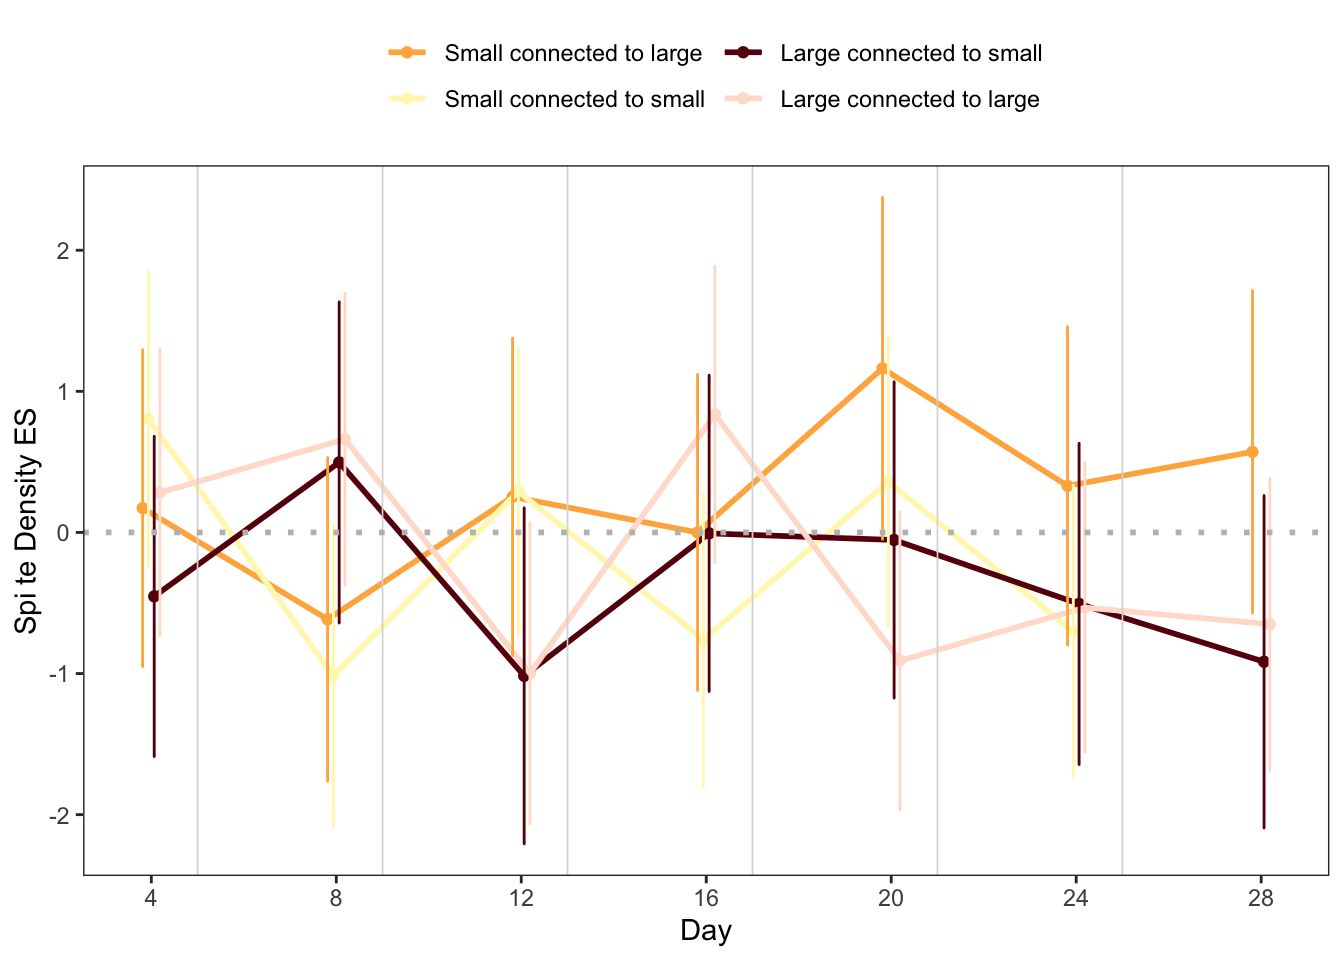 Small connected to large
Large connected to small
Small connected to small
Large connected to large
Spi te Density ES
2
1
0
-1
-2
4
8
12
16
20
24
28
Day